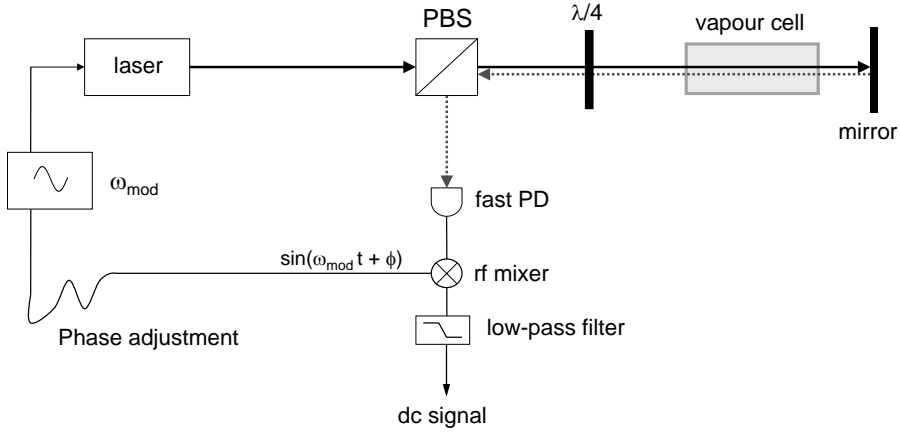 PBS
λ/4
vapour cell
laser
mirror
ω_mod
fast PD
sin(ω_mod t + ϕ)
rf mixer
Phase adjustment
low-pass filter
dc signal